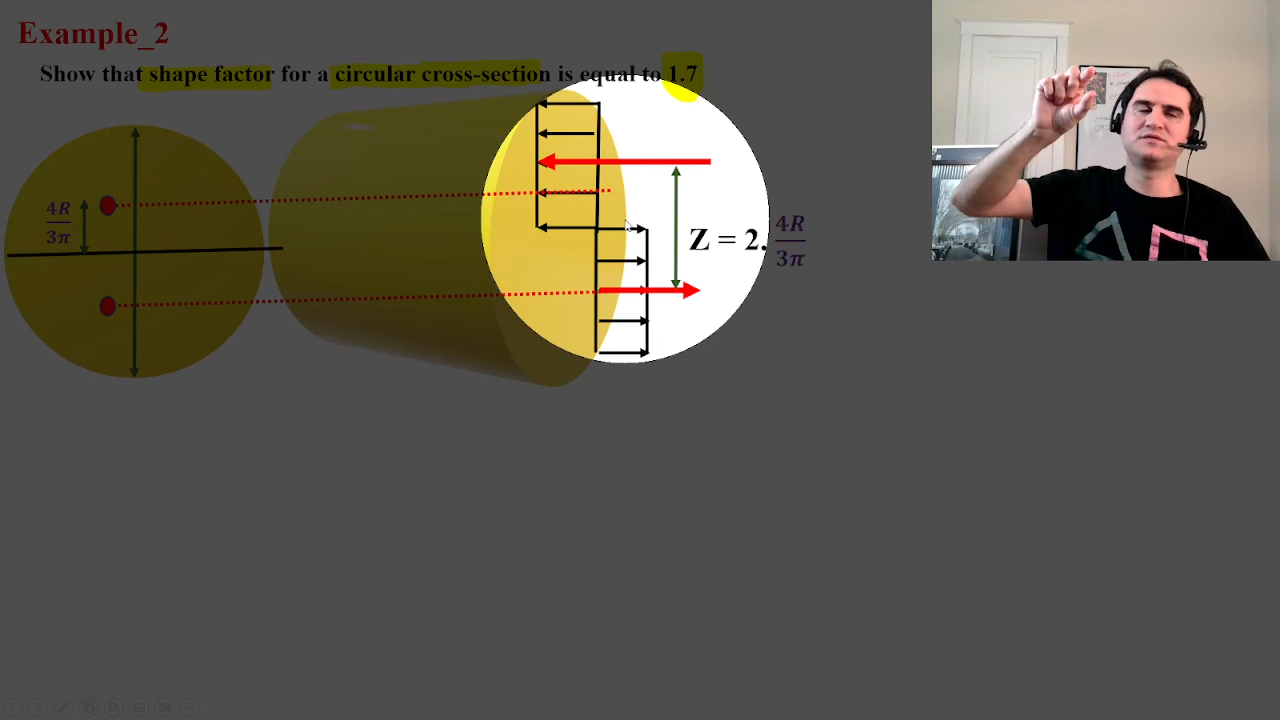 Example_2
Show that shape factor for a circular cross-section is equal to 1.7
4R
3π
Z = 2. 4R
3π